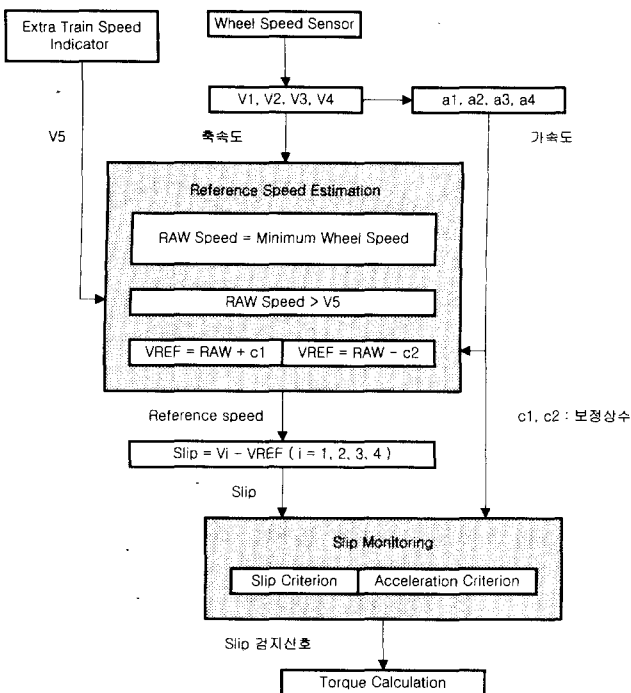 Extra Train Speed
Indicator
Wheel Speed Sensor
V1, V2, V3, V4
a1, a2, a3, a4
V5
축속도
가속도
Reference Speed Estimation
RAW Speed = Minimum Wheel Speed
RAW Speed > V5
VREF = RAW + c1
VREF = RAW - c2
Reference speed
c1, c2 : 보정상수
Slip = Vi - VREF ( i = 1, 2, 3, 4 )
Slip
Slip Monitoring
Slip Criterion
Acceleration Criterion
Slip 검지신호
Torque Calculation